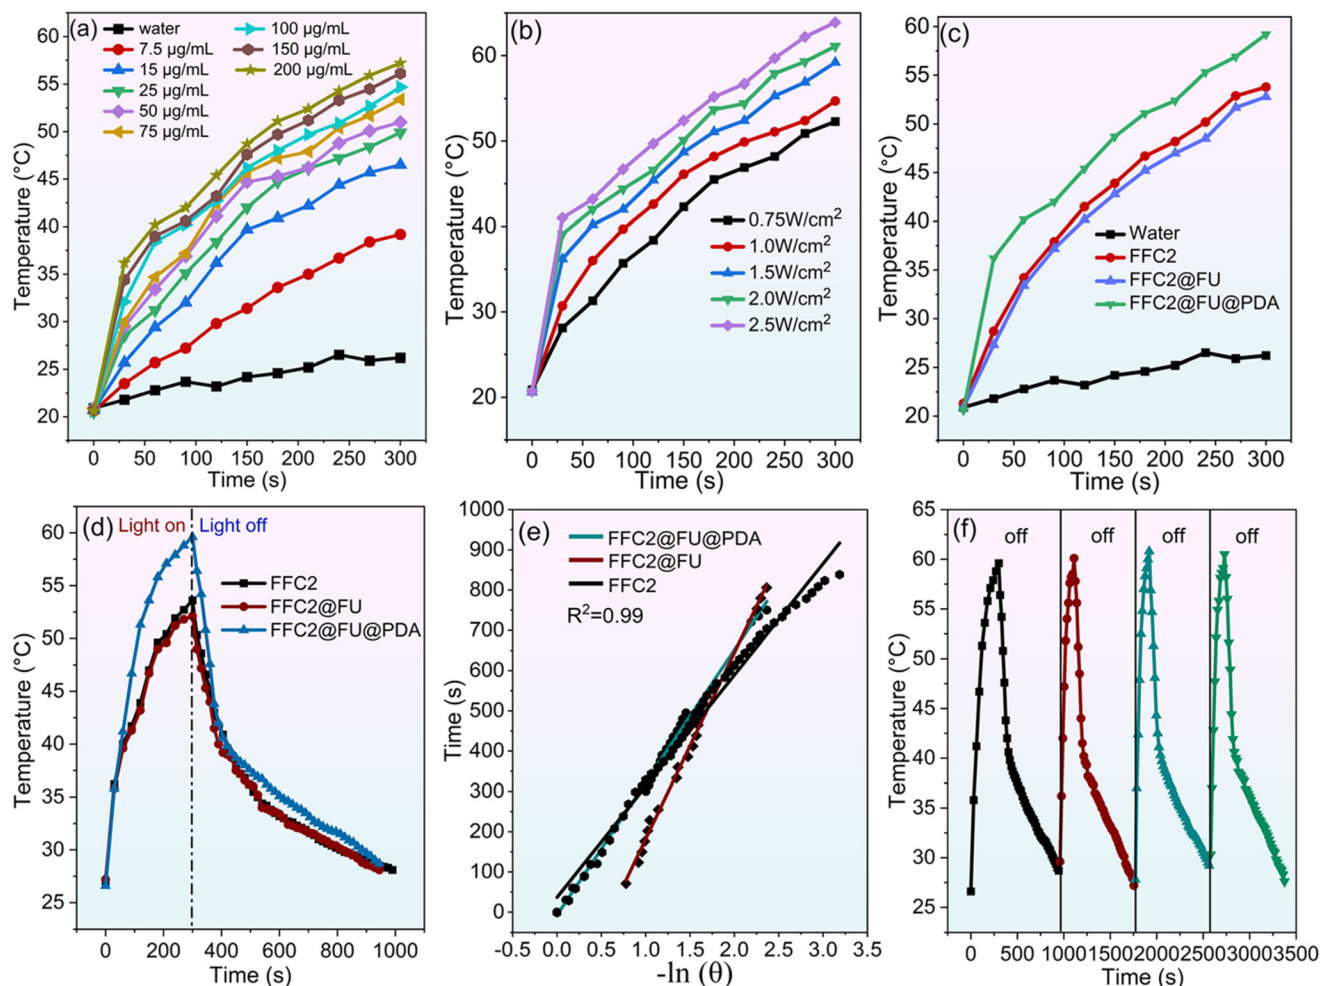 (a)
water
7.5 µg/mL
15 µg/mL
25 µg/mL
50 µg/mL
75 µg/mL
100 µg/mL
150 µg/mL
200 µg/mL
Temperature (°C)
60
55
50
45
40
35
30
25
20
0 50 100 150 200 250 300
Time (s)
(b)
0.75W/cm²
1.0W/cm²
1.5W/cm²
2.0W/cm²
2.5W/cm²
Temperature (°C)
60
50
40
30
20
0 50 100 150 200 250 300
Time (s)
(c)
Water
FFC2
FFC2@FU
FFC2@FU@PDA
Temperature (°C)
60
55
50
45
40
35
30
25
20
0 50 100 150 200 250 300
Time (s)
(d)
Light on
Light off
FFC2
FFC2@FU
FFC2@FU@PDA
Temperature (°C)
60
55
50
45
40
35
30
25
0 200 400 600 800 1000
Time (s)
(e)
FFC2@FU@PDA
FFC2@FU
FFC2
R²=0.99
Time (s)
1000
900
800
700
600
500
400
300
200
100
0
-0.5 0.0 0.5 1.0 1.5 2.0 2.5 3.0 3.5
-ln (θ)
(f)
off off off off
Temperature (°C)
65
60
55
50
45
40
35
30
25
0 500 1000 1500 2000 2500 3000 3500
Time (s)